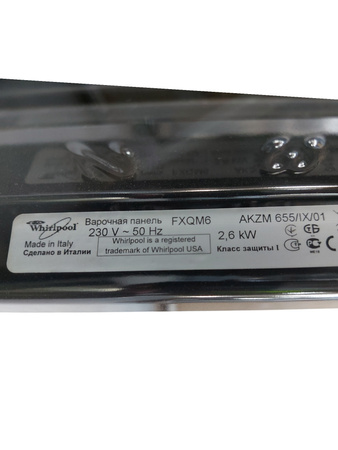 Whirlpool
Варочная панель FXQM6 AKZM 655/IX/01
230 V ~ 50 Hz 2,6 kW
Made in Italy
Сделано в Италии
Whirlpool is a registered
trademark of Whirlpool USA
Класс защиты I